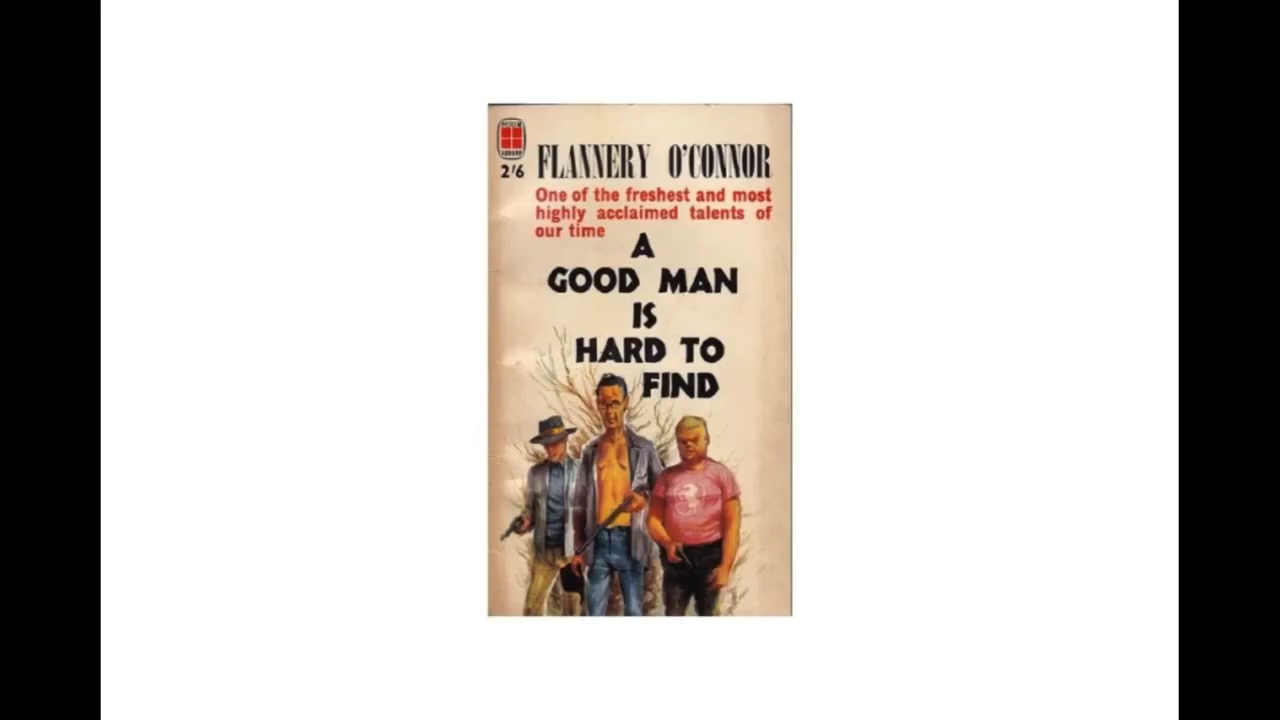 FLANNERY O'CONNOR
2'6
One of the freshest and most
highly acclaimed talents of
our time
A
GOOD MAN
IS
HARD TO
FIND